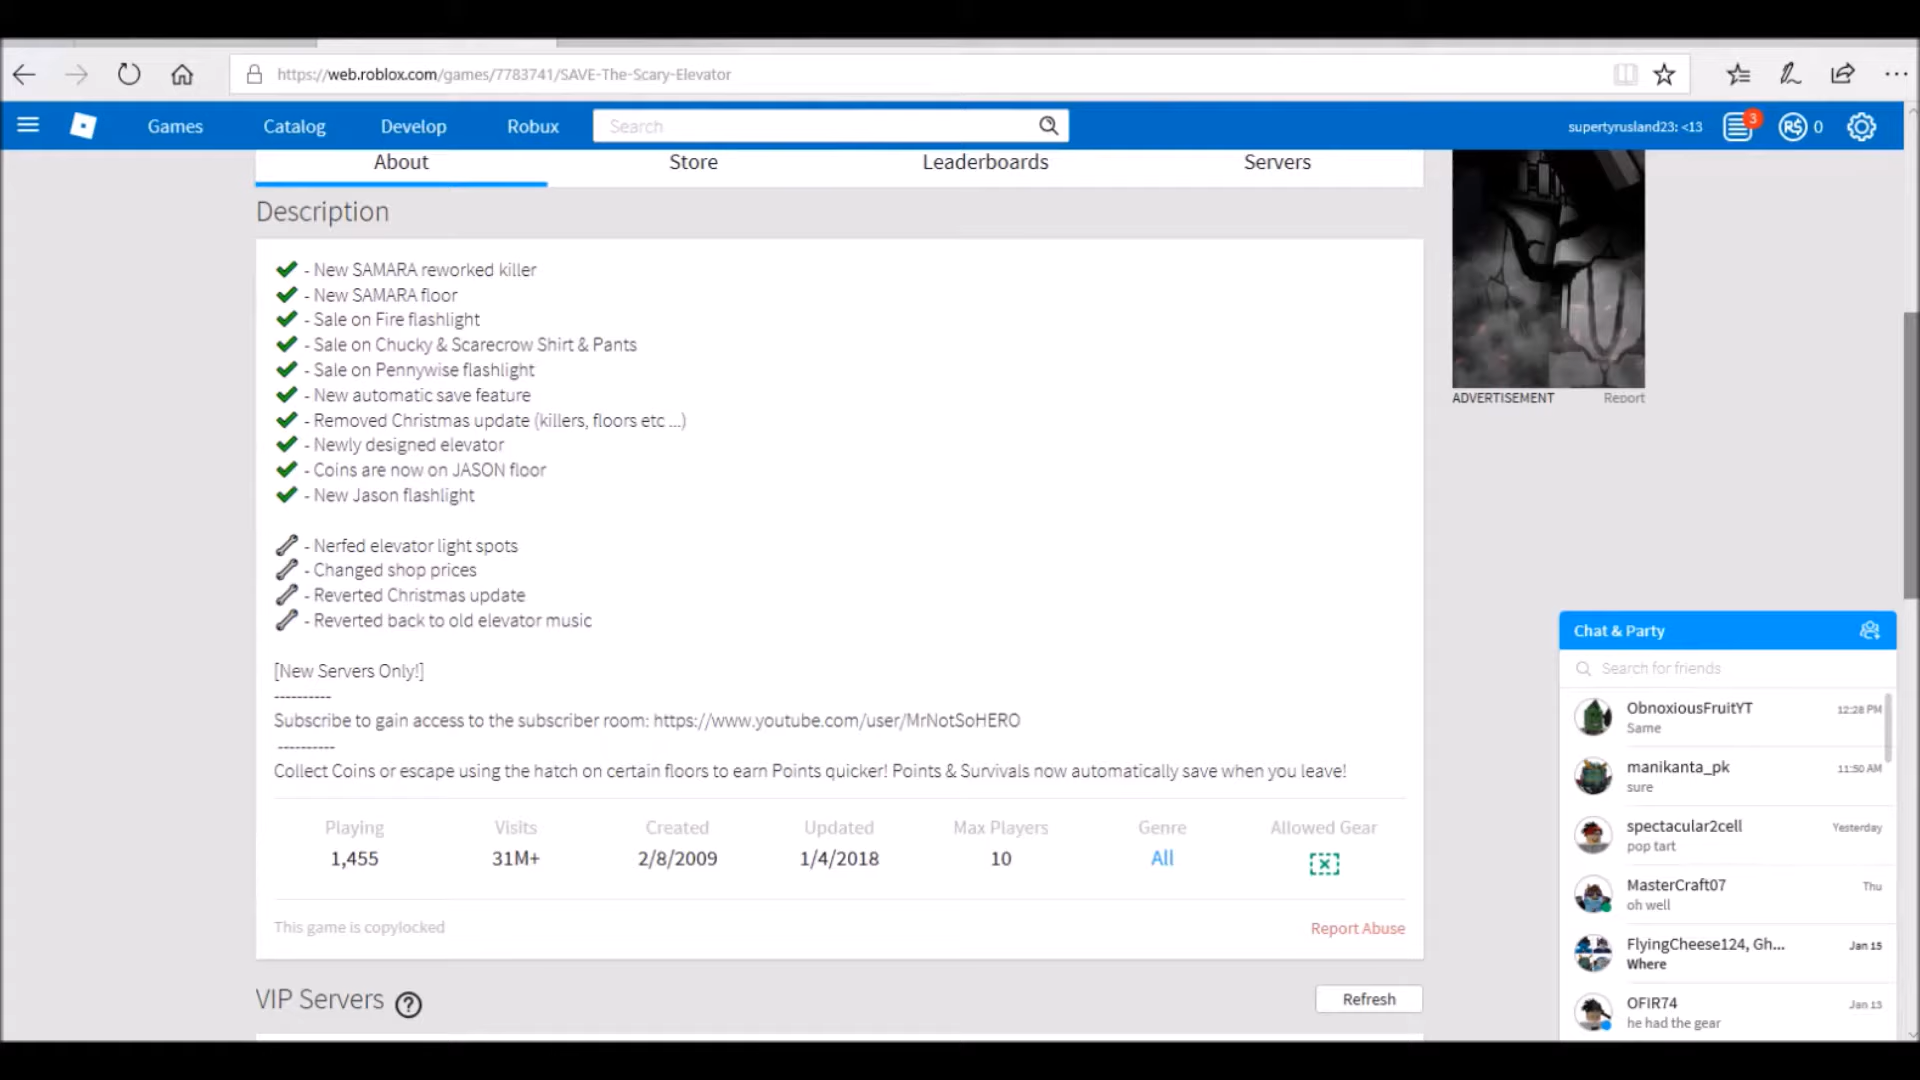 https://web.roblox.com/games/7783741/SAVE-The-Scary-Elevator
Games Catalog Develop Robux Search supertyrusland23: <13 3 R$ 0
About Store Leaderboards Servers
Description
- New SAMARA reworked killer
- New SAMARA floor
- Sale on Fire flashlight
- Sale on Chucky & Scarecrow Shirt & Pants
- Sale on Pennywise flashlight
- New automatic save feature
- Removed Christmas update (killers, floors etc ...)
- Newly designed elevator
- Coins are now on JASON floor
- New Jason flashlight
- Nerfed elevator light spots
- Changed shop prices
- Reverted Christmas update
- Reverted back to old elevator music
[New Servers Only!]
----------
Subscribe to gain access to the subscriber room: https://www.youtube.com/user/MrNotSoHERO
----------
Collect Coins or escape using the hatch on certain floors to earn Points quicker! Points & Survivals now automatically save when you leave!
Playing Visits Created Updated Max Players Genre Allowed Gear
1,455 31M+ 2/8/2009 1/4/2018 10 All
This game is copylocked Report Abuse
VIP Servers ? Refresh
ADVERTISEMENT Report
Chat & Party
Search for friends
ObnoxiousFruitYT 12:28 PM
Same
manikanta_pk 11:50 AM
sure
spectacular2cell Yesterday
pop tart
MasterCraft07 Thu
oh well
FlyingCheese124, Gh... Jan 15
Where
OFIR74 Jan 13
he had the gear